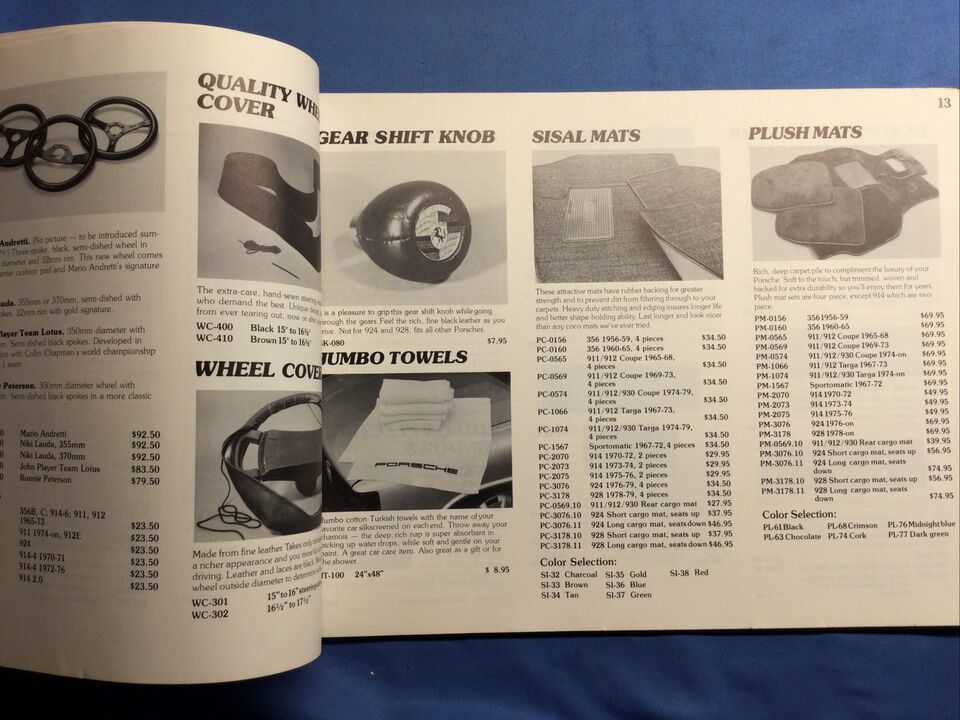 Andretti. (No picture — to be introduced sum-
79.) Three spoke, black, semi-dished wheel in
diameter and 32mm rim. This new wheel comes
center cushion pad and Mario Andretti's signature
auda. 355mm or 370mm, semi-dished with
okes. 32mm rim with gold signature.
Player Team Lotus. 350mm diameter with
m. Semi-dished black spokes. Developed in
tion with Collin Chapman's world championship
1 team.
e Peterson. 350mm diameter with
m. Semi-dished black spokes in a more classic
Mario Andretti $92.50
Niki Lauda, 355mm $92.50
Niki Lauda, 370mm $92.50
John Player Team Lotus $83.50
Ronnie Peterson $79.50
356B, C; 914-6; 911, 912
1965-73 $23.50
911 1974-on, 912E $23.50
924 $23.50
914-4 1970-71 $23.50
914-4 1972-76 $23.50
914 2.0 $23.50
QUALITY WHE
COVER
The extra-care, hand-sewn steering
who demand the best. Unique
from ever tearing out, now or
WC-400 Black 15" to 16½"
WC-410 Brown 15" to 16½"
WHEEL COVE
Made from fine leather. Takes only
a richer appearance and you more
driving. Leather and laces are black.
wheel outside diameter to determine
WC-301 15" to 16" steering
WC-302 16½" to 17½"
13
GEAR SHIFT KNOB
is a pleasure to grip this gear shift knob while going
through the gears. Feel the rich, fine black leather as you
rive. Not for 924 and 928, fits all other Porsches.
GK-080 $7.95
JUMBO TOWELS
PORSCHE
Jumbo cotton Turkish towels with the name of your
favorite car silkscreened on each end. Throw away your
chamois — the deep, rich nap is super absorbent in
picking up water drops, while soft and gentle on your
paint. A great car care item. Also great as a gift or for
the shower.
TT-100 24"x48" $ 8.95
SISAL MATS
These attractive mats have rubber backing for greater
strength and to prevent dirt from filtering through to your
carpets. Heavy duty stitching and edging insures longer life
and better shape holding ability. Last longer and look nicer
than any coco mats we've ever tried.
PC-0156 356 1956-59, 4 pieces $34.50
PC-0160 356 1960-65, 4 pieces $34.50
PC-0565 911/912 Coupe 1965-68,
4 pieces $34.50
PC-0569 911/912 Coupe 1969-73,
4 pieces $34.50
PC-0574 911/912/930 Coupe 1974-79,
4 pieces $34.50
PC-1066 911/912 Targa 1967-73,
4 pieces $34.50
PC-1074 911/912/930 Targa 1974-79,
4 pieces $34.50
PC-1567 Sportomatic 1967-72, 4 pieces $34.50
PC-2070 914 1970-72, 2 pieces $29.95
PC-2073 914 1973-74, 2 pieces $29.95
PC-2075 914 1975-76, 2 pieces $29.95
PC-3076 924 1976-79, 4 pieces $34.50
PC-3178 928 1978-79, 4 pieces $34.50
PC-0569.10 911/912/930 Rear cargo mat $27.95
PC-3076.10 924 Short cargo mat, seats up $37.95
PC-3076.11 924 Long cargo mat, seats down $46.95
PC-3178.10 928 Short cargo mat, seats up $37.95
PC-3178.11 928 Long cargo mat, seats down $46.95
Color Selection:
SI-32 Charcoal SI-35 Gold SI-38 Red
SI-33 Brown SI-36 Blue
SI-34 Tan SI-37 Green
PLUSH MATS
Rich, deep carpet pile to compliment the luxury of your
Porsche. Soft to the touch, but trimmed, woven and
backed for extra durability so you'll enjoy them for years.
Plush mat sets are four-piece, except 914 which are two-
piece.
PM-0156 356 1956-59 $69.95
PM-0160 356 1960-65 $69.95
PM-0565 911/912 Coupe 1965-68 $69.95
PM-0569 911/912 Coupe 1969-73 $69.95
PM-0574 911/912/930 Coupe 1974-on $69.95
PM-1066 911/912 Targa 1967-73 $69.95
PM-1074 911/912/930 Targa 1974-on $69.95
PM-1567 Sportomatic 1967-72 $69.95
PM-2070 914 1970-72 $49.95
PM-2073 914 1973-74 $49.95
PM-2075 914 1975-76 $49.95
PM-3076 924 1976-on $69.95
PM-3178 928 1978-on $69.95
PM-0569.10 911/912/930 Rear cargo mat $39.95
PM-3076.10 924 Short cargo mat, seats up $56.95
PM-3076.11 924 Long cargo mat, seats
down $74.95
PM-3178.10 928 Short cargo mat, seats up $56.95
PM-3178.11 928 Long cargo mat, seats
down $74.95
Color Selection:
PL-61 Black PL-68 Crimson PL-76 Midnight blue
PL-63 Chocolate PL-74 Cork PL-77 Dark green